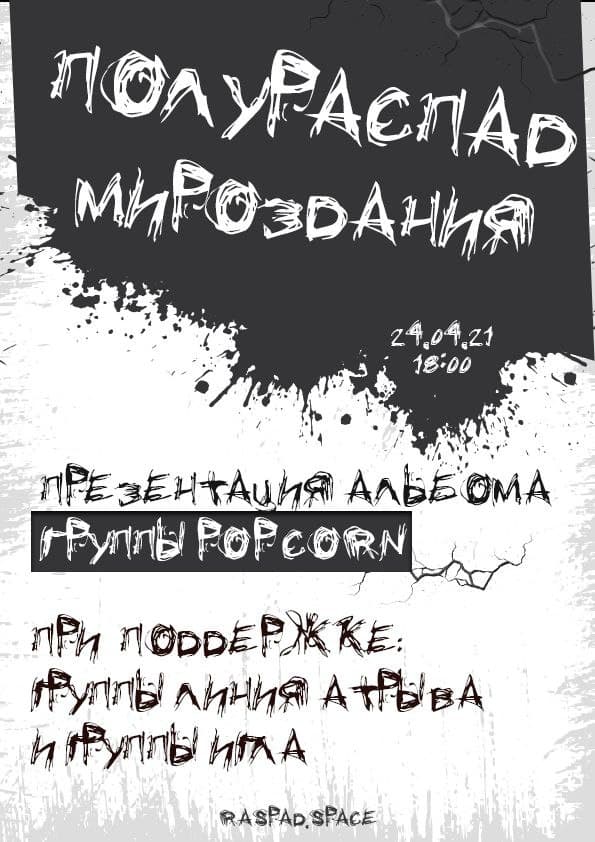 ПОЛУРАСПАД
МИРОЗДАНИЯ
24.04.21
18:00
ПРЕЗЕНТАЦИЯ АЛЬБОМА
ГРУППЫ POPCORN
ПРИ ПОДДЕРЖКЕ:
ГРУППЫ ЛИНИЯ АТРЫВА
И ГРУППЫ ИГЛА
RASPAD.SPACE